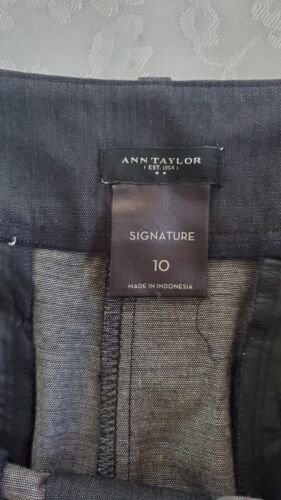 ANN TAYLOR
EST. 1954
SIGNATURE
10
MADE IN INDONESIA